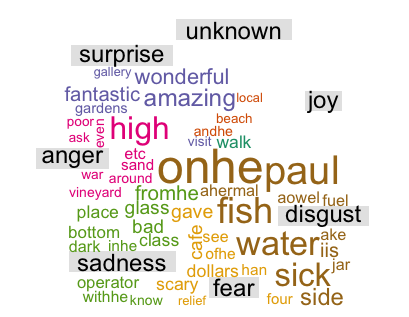 unknown
surprise
gallery wonderful
fantastic amazing local
joy
gardens beach
poor even high andhe
ask visit walk
anger etc
sand onhe paul
war around
vineyard fromhe ahermal aowel fuel
place glass gave fish disgust
bottom bad cafe see water ake
dark inhe class ofhe iis
sadness dollars han sick jar
operator scary fear side
withhe know relief four